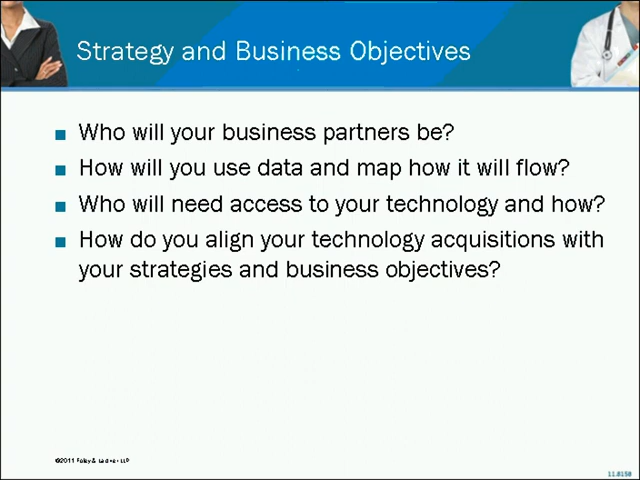 Strategy and Business Objectives
Who will your business partners be?
How will you use data and map how it will flow?
Who will need access to your technology and how?
How do you align your technology acquisitions with
your strategies and business objectives?
©2011 Foley & Lardner LLP
11.8158